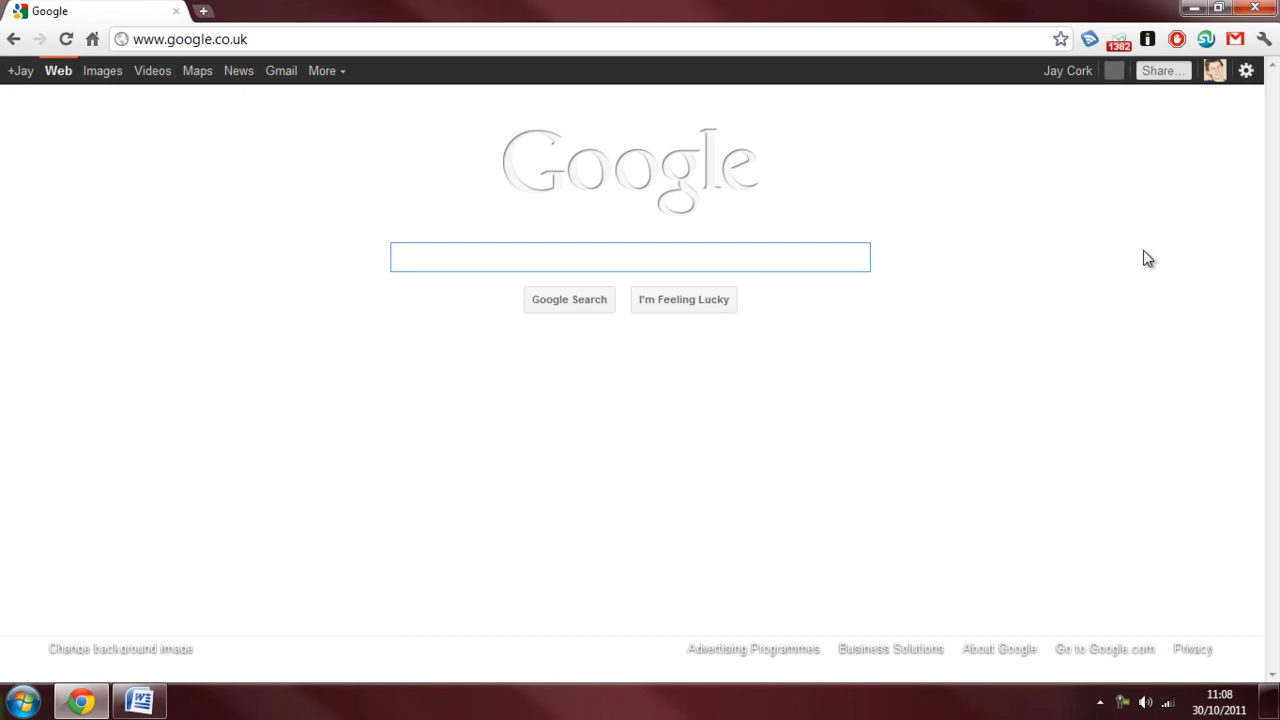 Google
www.google.co.uk
1382
+Jay Web Images Videos Maps News Gmail More
Jay Cork Share...
Google
Google Search I'm Feeling Lucky
Change background image Advertising Programmes Business Solutions About Google Go to Google.com Privacy
11:08
30/10/2011